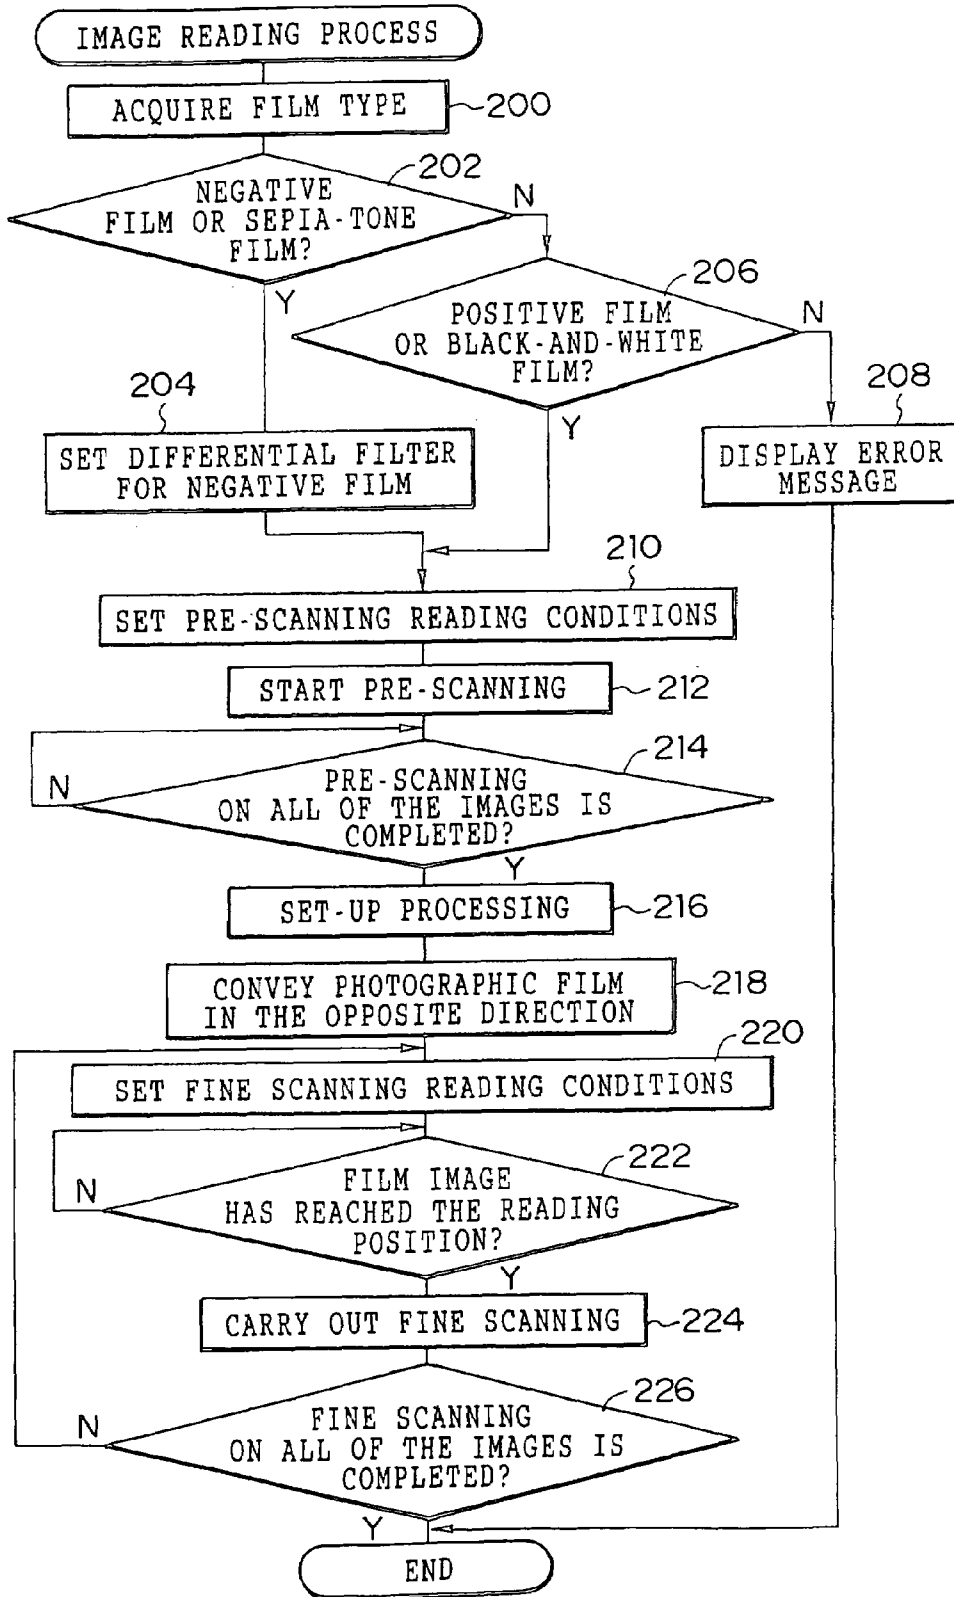 IMAGE READING PROCESS
ACQUIRE FILM TYPE
200
202
NEGATIVE
FILM OR SEPIA-TONE
FILM?
N
Y
206
POSITIVE FILM
OR BLACK-AND-WHITE
FILM?
N
Y
204
SET DIFFERENTIAL FILTER
FOR NEGATIVE FILM
208
DISPLAY ERROR
MESSAGE
210
SET PRE-SCANNING READING CONDITIONS
START PRE-SCANNING
212
214
PRE-SCANNING
ON ALL OF THE IMAGES IS
COMPLETED?
N
Y
SET-UP PROCESSING
216
CONVEY PHOTOGRAPHIC FILM
IN THE OPPOSITE DIRECTION
218
220
SET FINE SCANNING READING CONDITIONS
222
FILM IMAGE
HAS REACHED THE READING
POSITION?
N
Y
CARRY OUT FINE SCANNING
224
226
FINE SCANNING
ON ALL OF THE IMAGES IS
COMPLETED?
N
Y
END